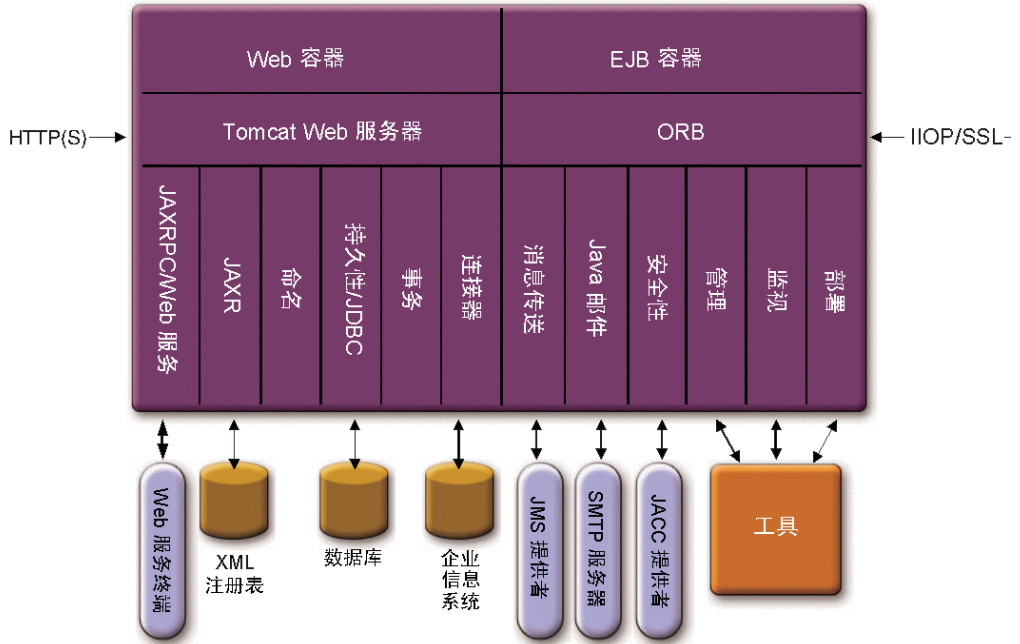 Web 容器
EJB 容器
HTTP(S)
Tomcat Web 服务器
ORB
IIOP/SSL
JAXRPC/Web 服务
JAXR
命名
持久性/JDBC
事务
连接器
消息传送
Java 邮件
安全性
管理
监视
部署
Web 服务终端
XML
注册表
数据库
企业
信息
系统
JMS 提供者
SMTP 服务器
JACC 提供者
工具